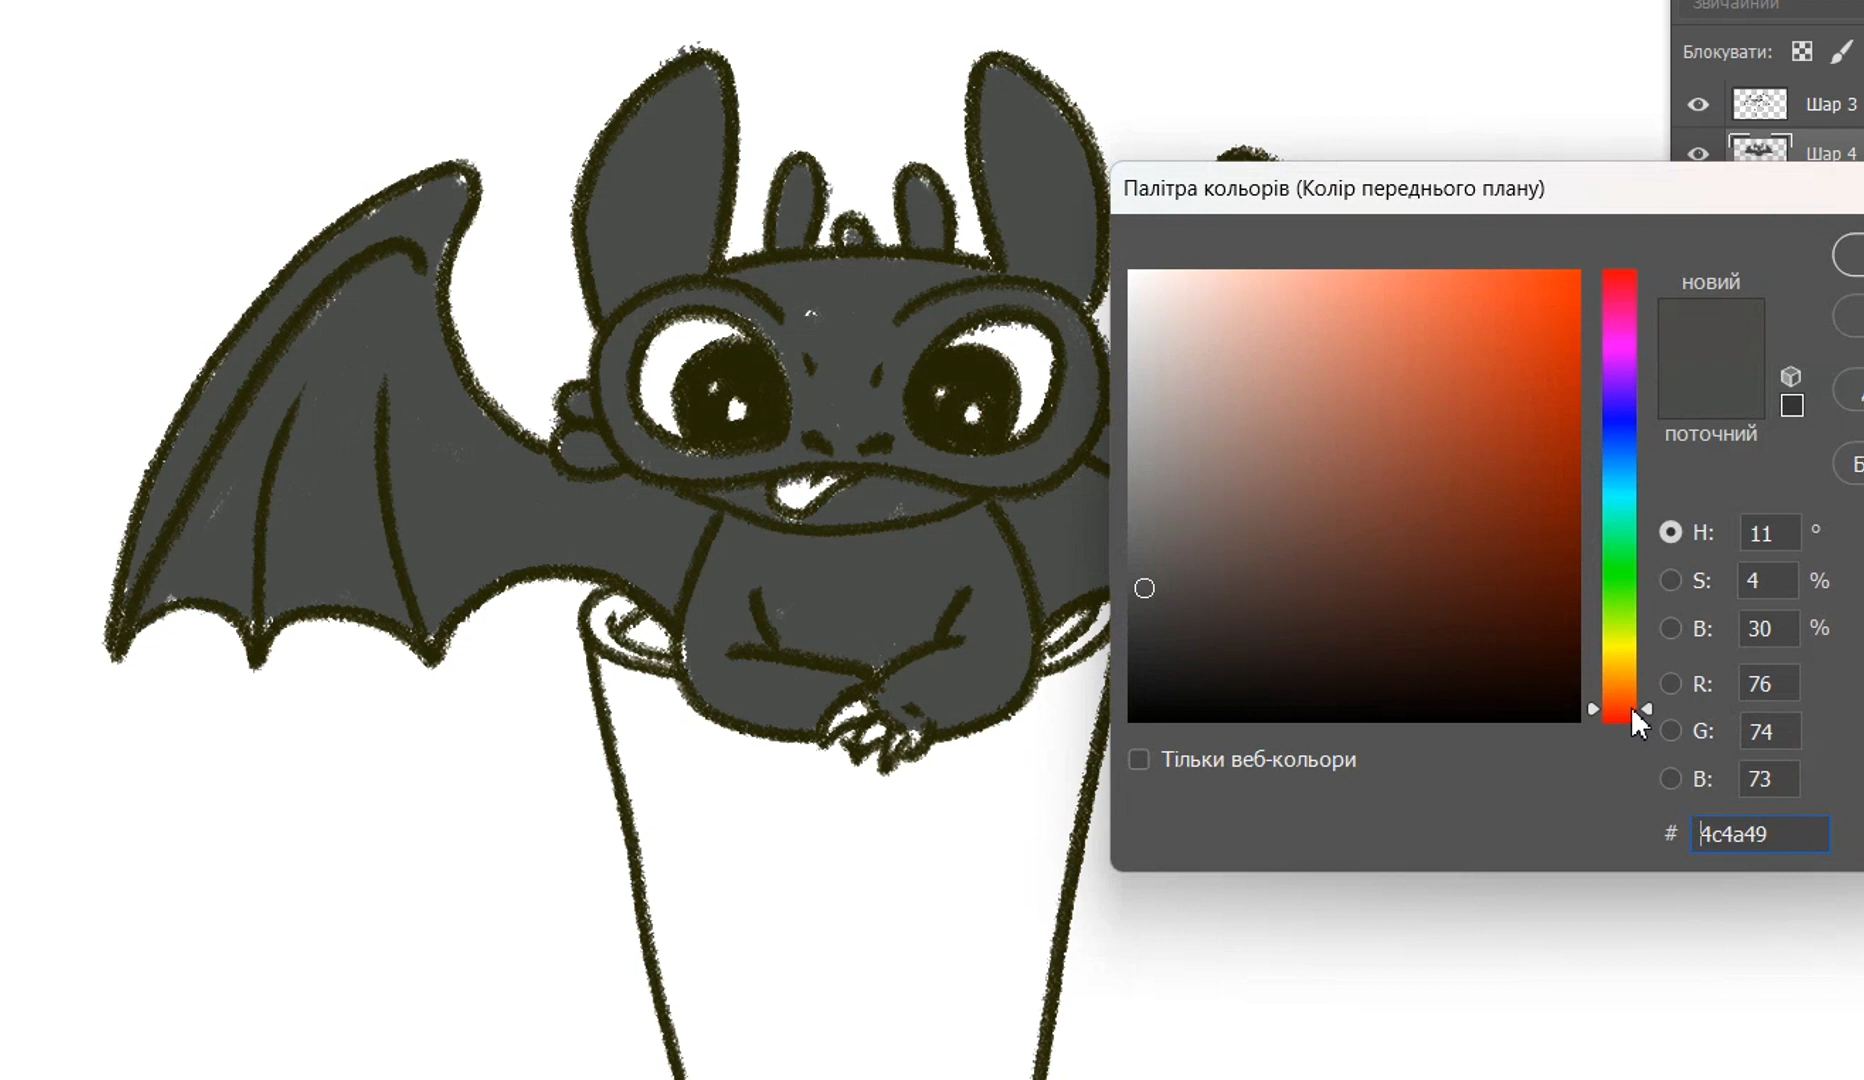 Звичайний
Блокувати:
Шар 3
Шар 4
Палітра кольорів (Колір переднього плану)
новий
поточний
H: 11 °
S: 4 %
B: 30 %
R: 76
G: 74
B: 73
# 4c4a49
Тільки веб-кольори